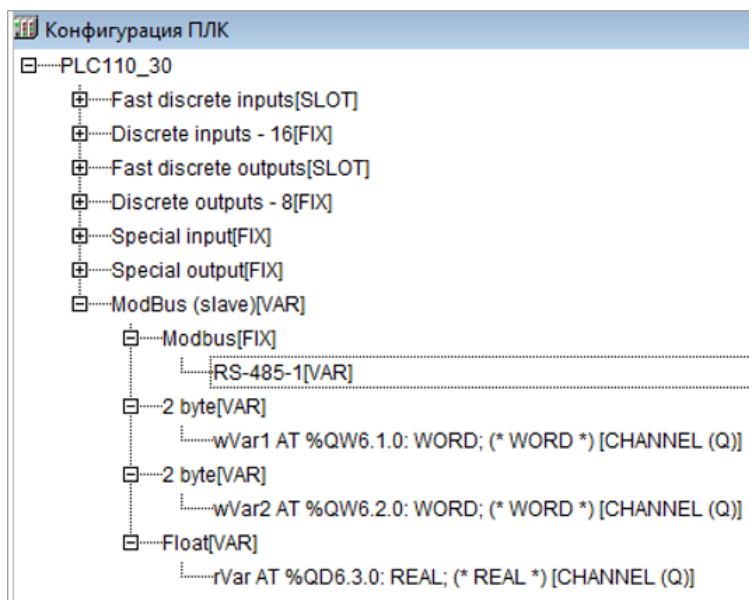 Конфигурация ПЛК
PLC110_30
Fast discrete inputs[SLOT]
Discrete inputs - 16[FIX]
Fast discrete outputs[SLOT]
Discrete outputs - 8[FIX]
Special input[FIX]
Special output[FIX]
ModBus (slave)[VAR]
Modbus[FIX]
RS-485-1[VAR]
2 byte[VAR]
wVar1 AT %QW6.1.0: WORD; (* WORD *) [CHANNEL (Q)]
2 byte[VAR]
wVar2 AT %QW6.2.0: WORD; (* WORD *) [CHANNEL (Q)]
Float[VAR]
rVar AT %QD6.3.0: REAL; (* REAL *) [CHANNEL (Q)]